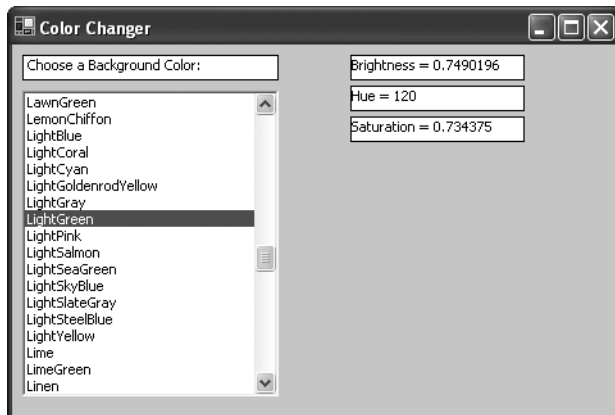 Color Changer
Choose a Background Color:
LawnGreen
LemonChiffon
LightBlue
LightCoral
LightCyan
LightGoldenrodYellow
LightGray
LightGreen
LightPink
LightSalmon
LightSeaGreen
LightSkyBlue
LightSlateGray
LightSteelBlue
LightYellow
Lime
LimeGreen
Linen
Brightness = 0.7490196
Hue = 120
Saturation = 0.734375